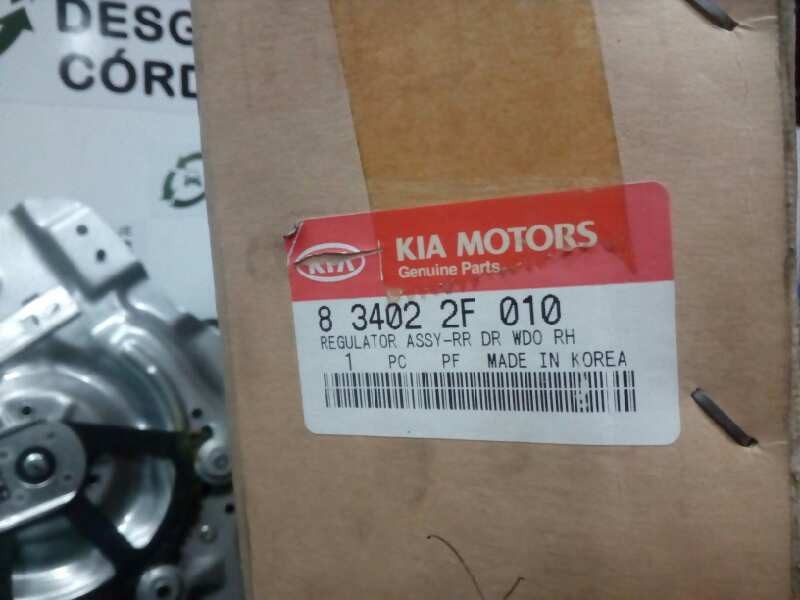 DESG
CÓRD
KIA MOTORS
KIA
Genuine Parts
8 3402 2F 010
REGULATOR ASSY-RR DR WDO RH
1 PC PF MADE IN KOREA